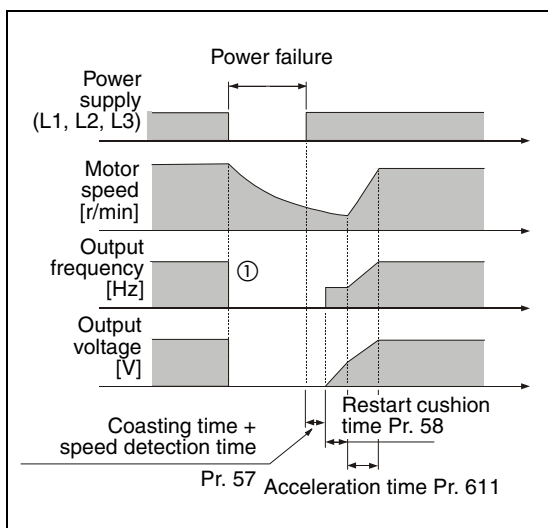 Power failure
Power
supply
(L1, L2, L3)
Motor
speed
[r/min]
Output
frequency
[Hz]
①
Output
voltage
[V]
Coasting time +
speed detection time
Pr. 57
Restart cushion
time Pr. 58
Acceleration time Pr. 611